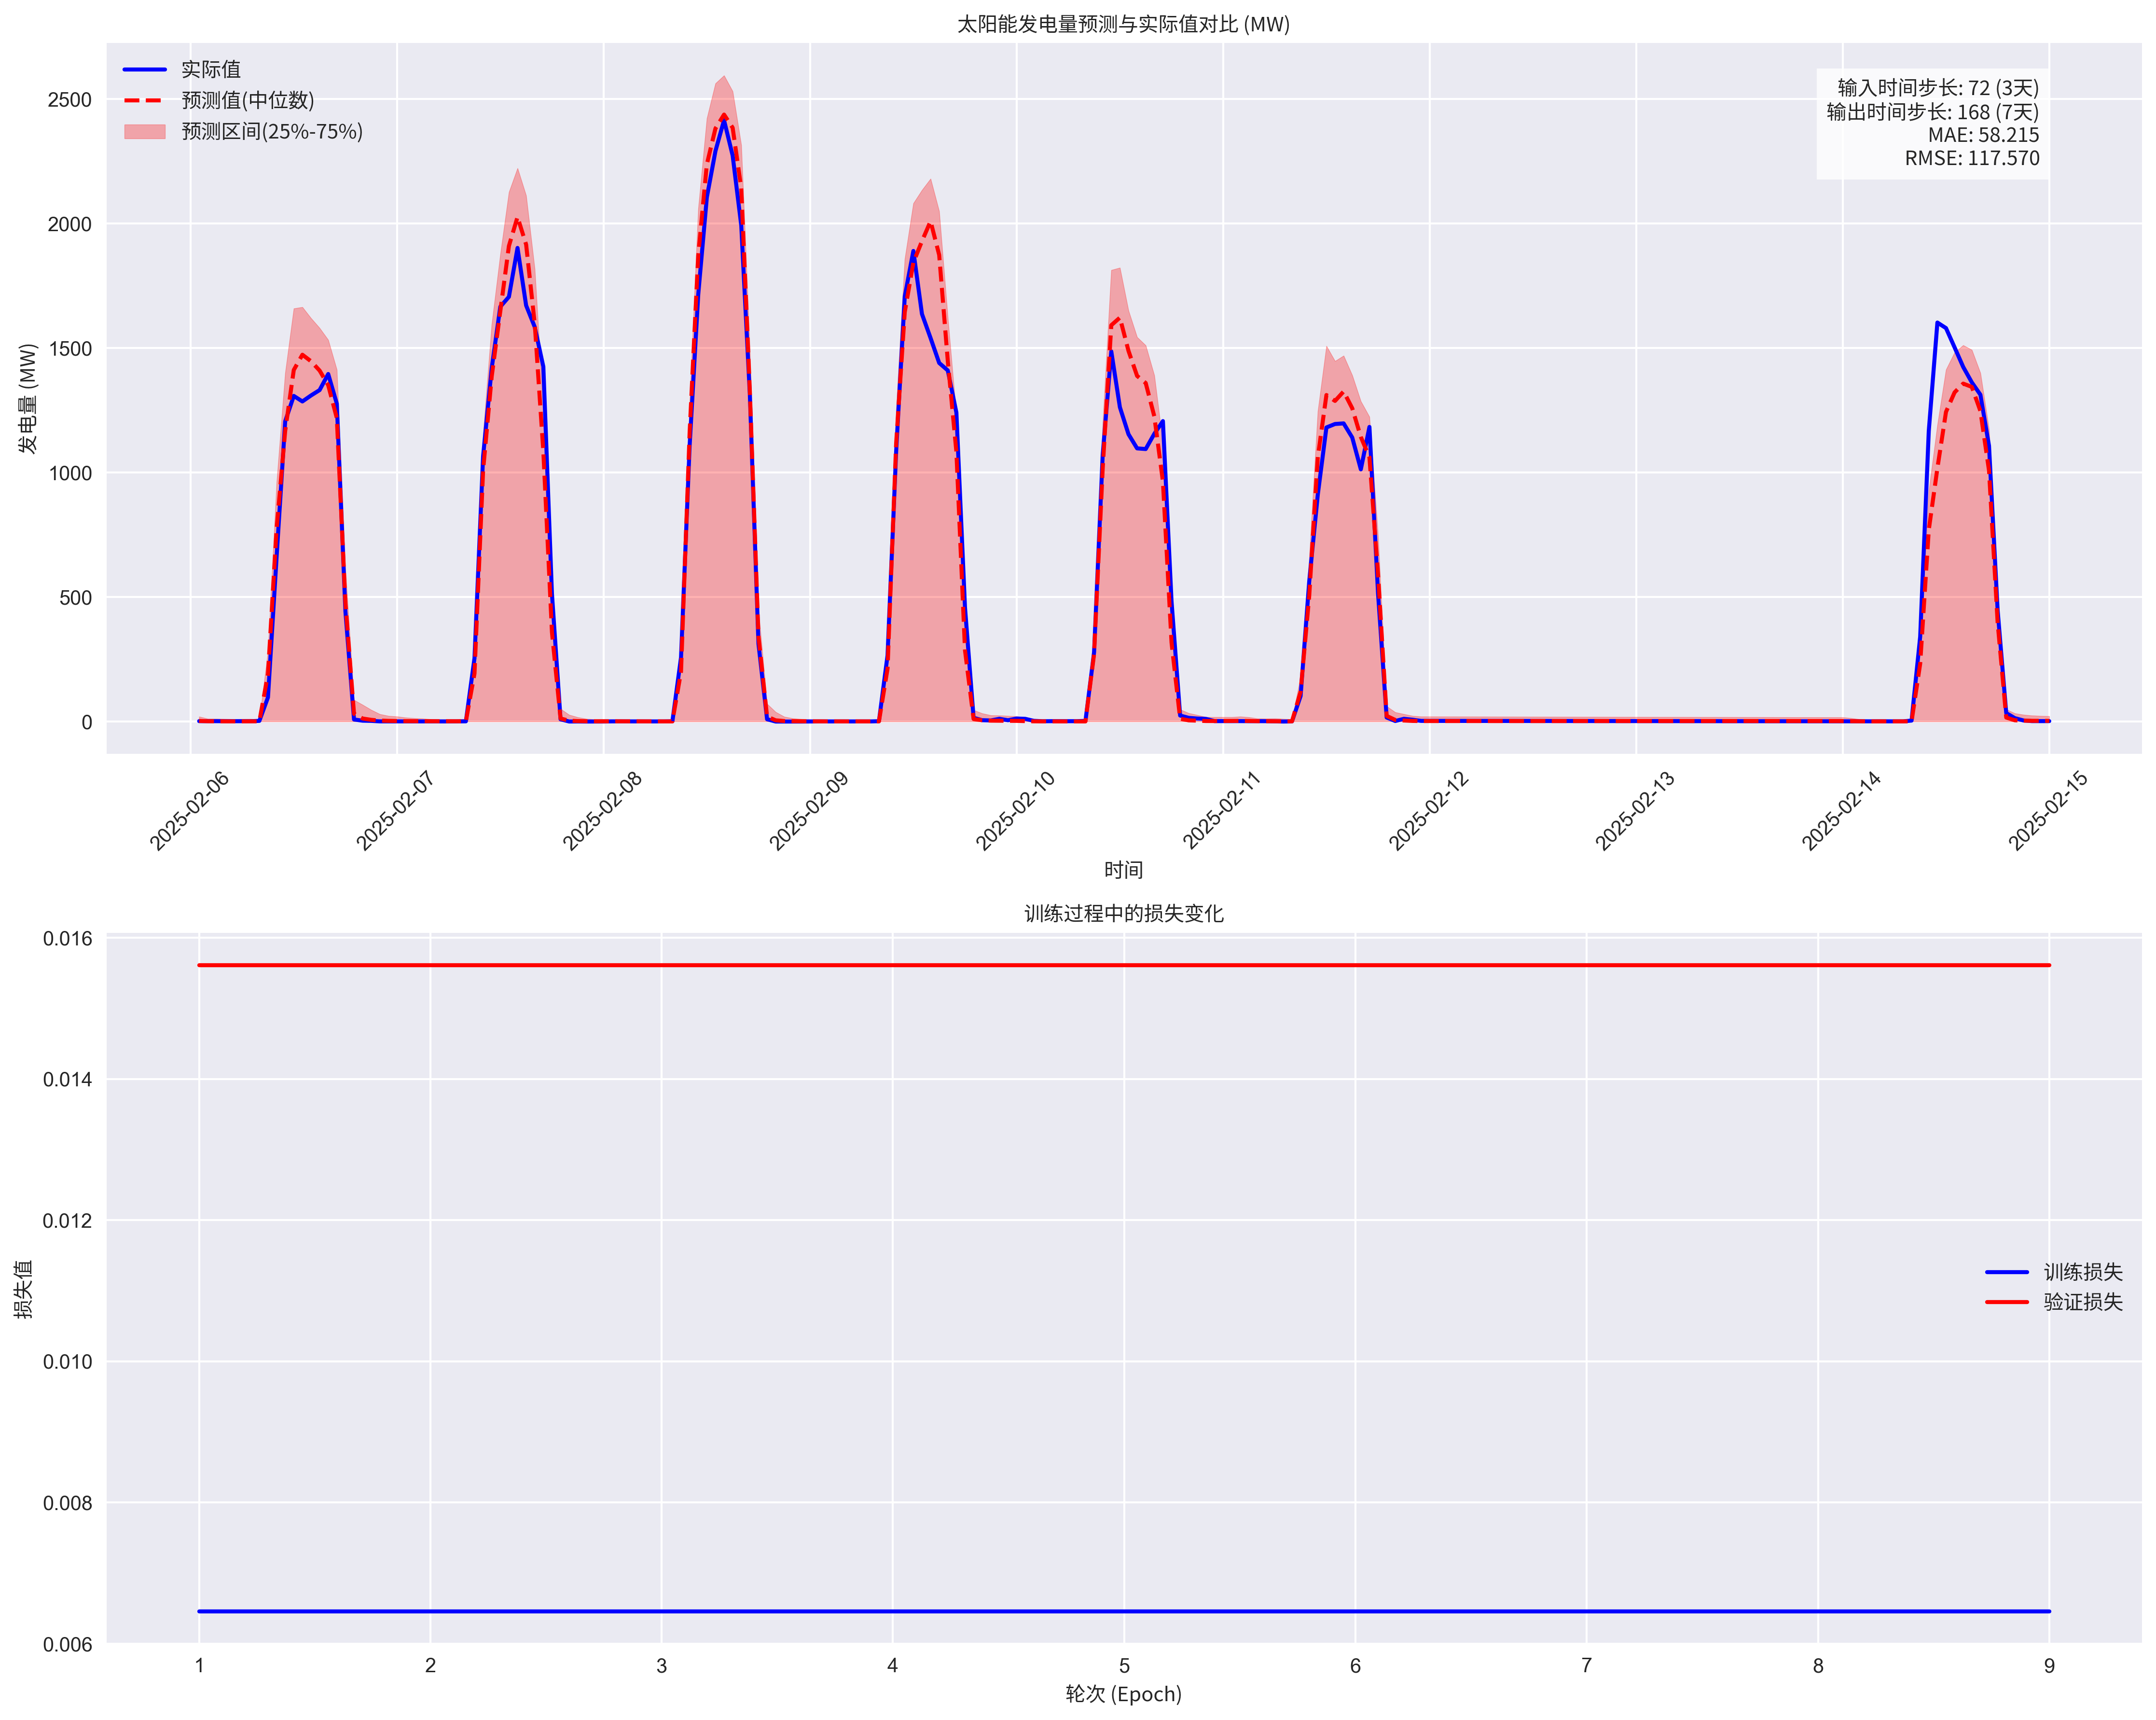 太阳能发电量预测与实际值对比 (MW)
实际值
预测值(中位数)
预测区间(25%-75%)
输入时间步长: 72 (3天)
输出时间步长: 168 (7天)
MAE: 58.215
RMSE: 117.570
发电量 (MW)
2500
2000
1500
1000
500
0
2025-02-06
2025-02-07
2025-02-08
2025-02-09
2025-02-10
2025-02-11
2025-02-12
2025-02-13
2025-02-14
2025-02-15
时间
训练过程中的损失变化
损失值
0.016
0.014
0.012
0.010
0.008
0.006
训练损失
验证损失
1
2
3
4
5
6
7
8
9
轮次 (Epoch)